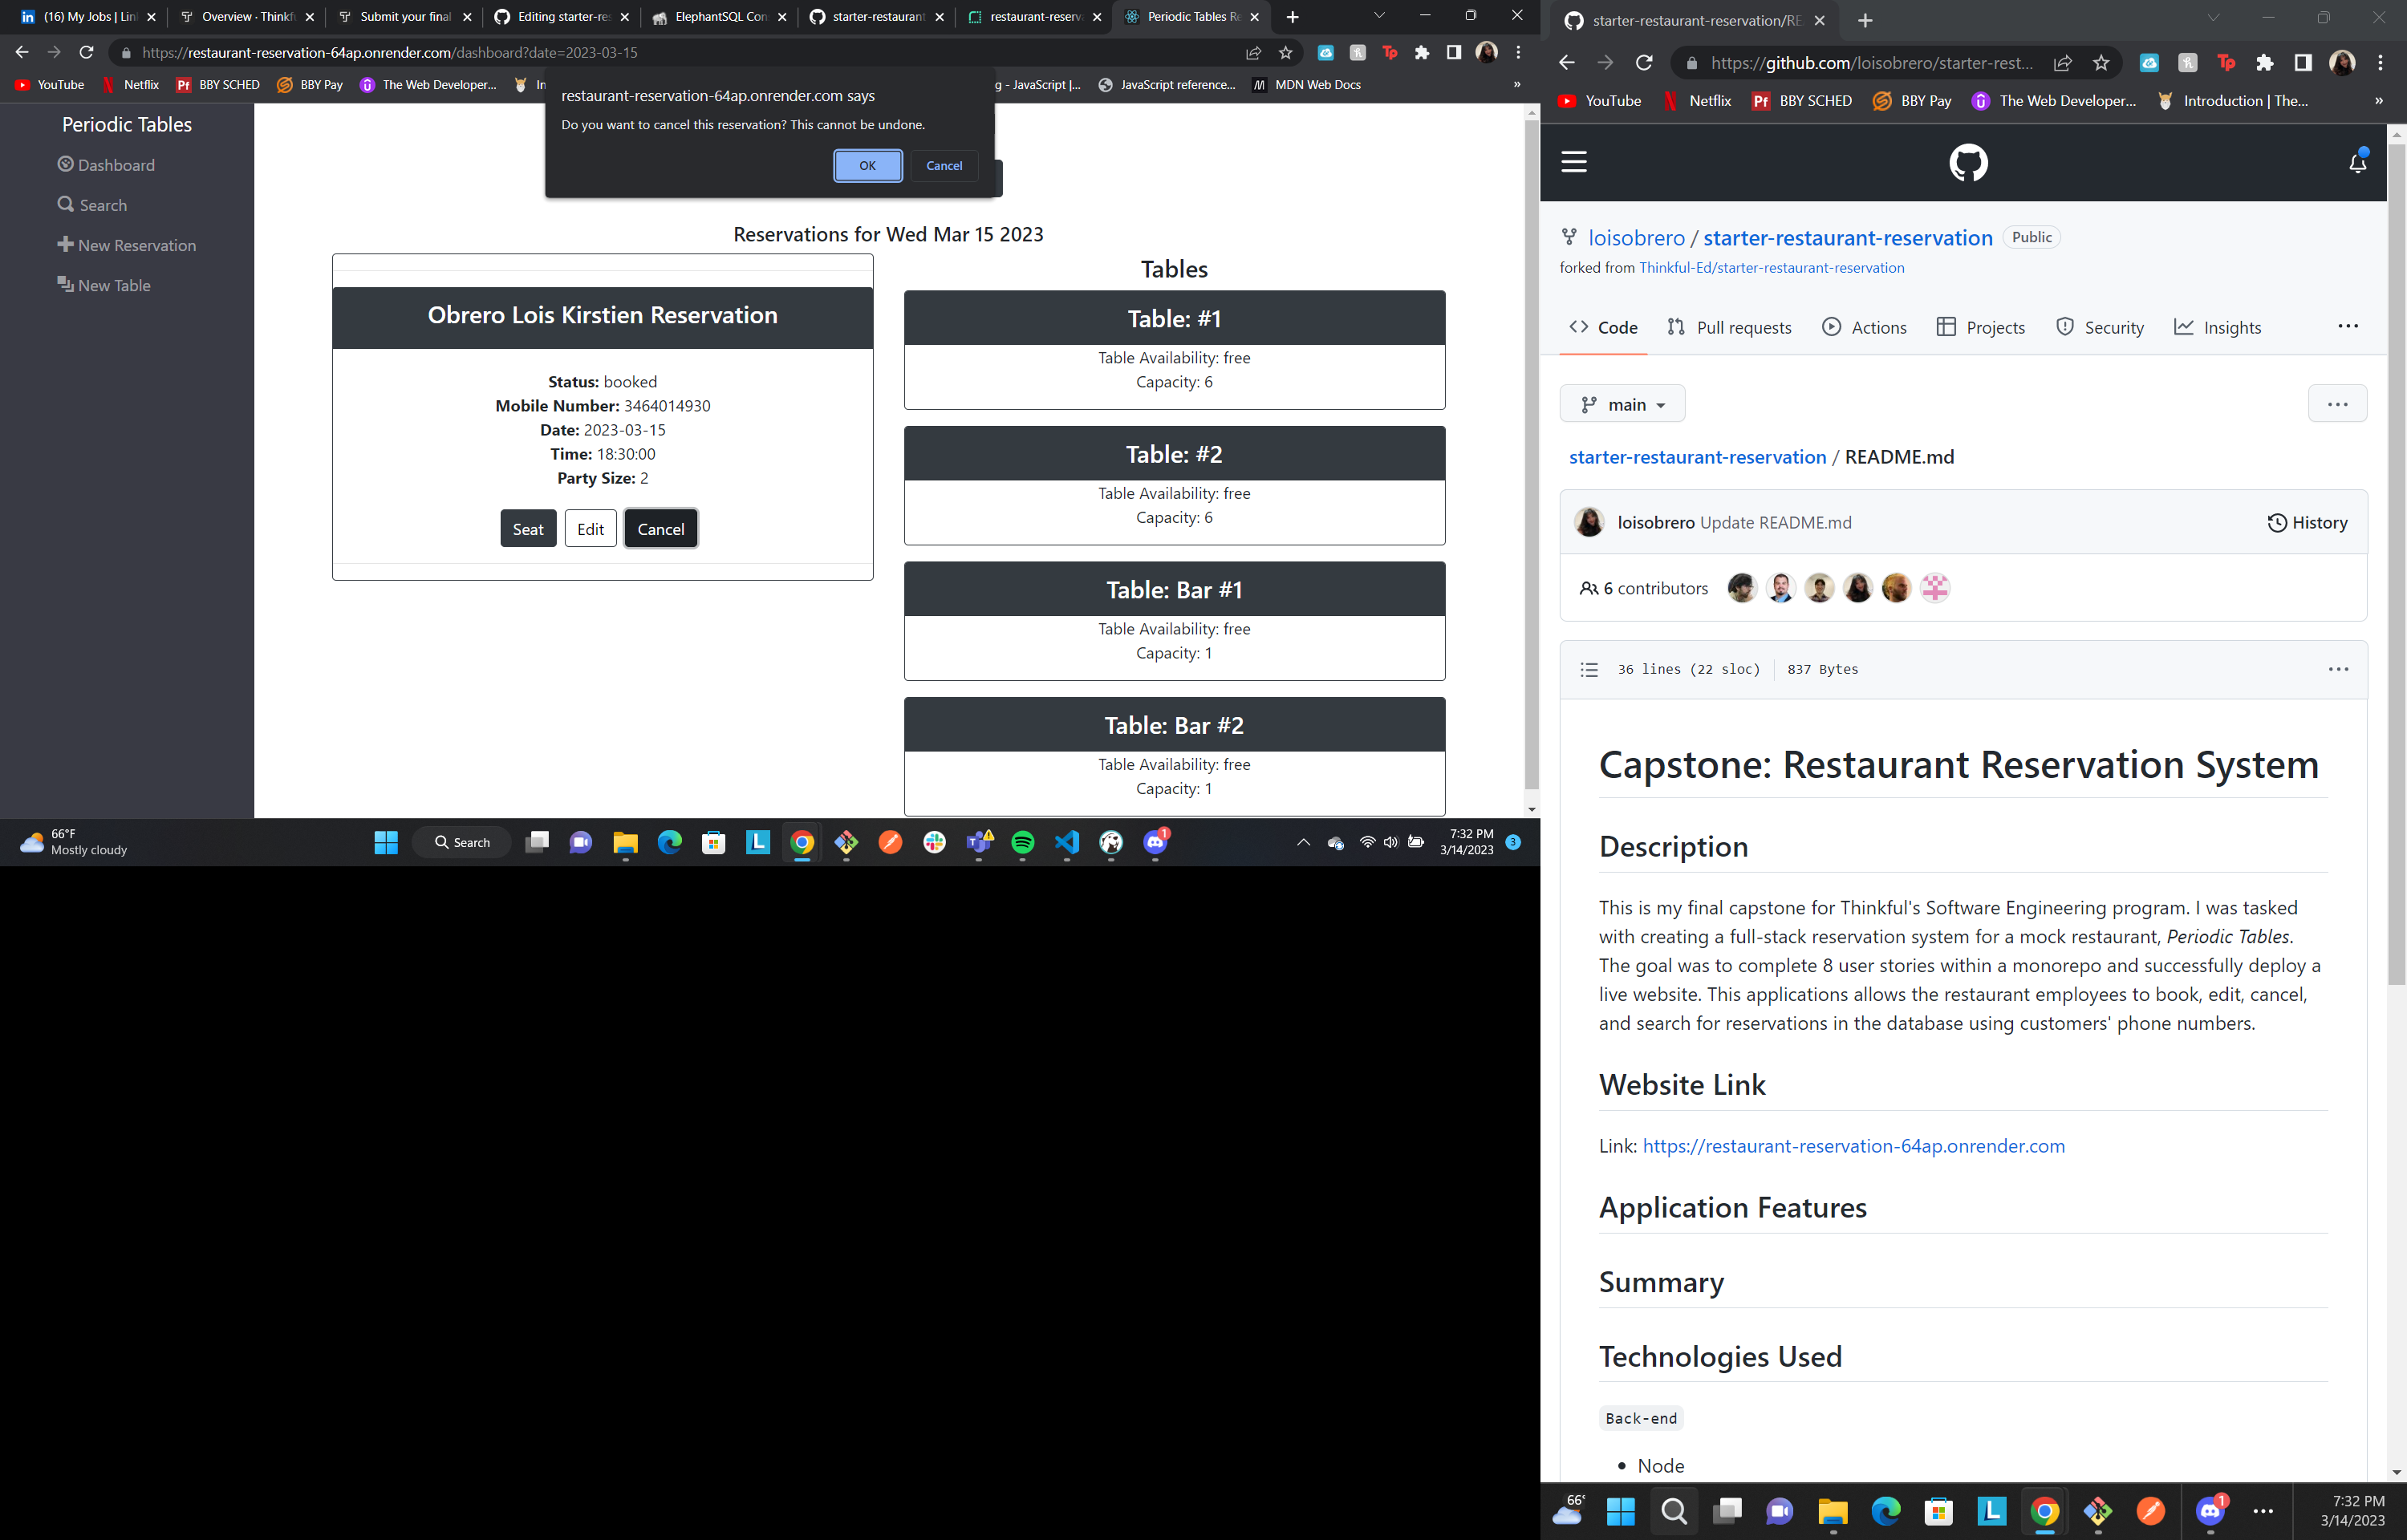 (16) My Jobs | Lin
Overview · Thinkf
Submit your final
Editing starter-re
ElephantSQL Con
starter-restaurant
restaurant-reserv
Periodic Tables Re
https://restaurant-reservation-64ap.onrender.com/dashboard?date=2023-03-15
YouTube
Netflix
BBY SCHED
BBY Pay
The Web Developer...
In
g - JavaScript |...
JavaScript reference...
MDN Web Docs
»
restaurant-reservation-64ap.onrender.com says
Do you want to cancel this reservation? This cannot be undone.
OK
Cancel
Periodic Tables
Dashboard
Search
New Reservation
New Table
Reservations for Wed Mar 15 2023
Obrero Lois Kirstien Reservation
Status: booked
Mobile Number: 3464014930
Date: 2023-03-15
Time: 18:30:00
Party Size: 2
Seat
Edit
Cancel
Tables
Table: #1
Table Availability: free
Capacity: 6
Table: #2
Table Availability: free
Capacity: 6
Table: Bar #1
Table Availability: free
Capacity: 1
Table: Bar #2
Table Availability: free
Capacity: 1
66°F
Mostly cloudy
Search
7:32 PM
3/14/2023
3
starter-restaurant-reservation/RE
https://github.com/loisobrero/starter-rest...
YouTube
Netflix
BBY SCHED
BBY Pay
The Web Developer...
Introduction | The...
»
loisobrero / starter-restaurant-reservation Public
forked from Thinkful-Ed/starter-restaurant-reservation
Code
Pull requests
Actions
Projects
Security
Insights
main
starter-restaurant-reservation / README.md
loisobrero Update README.md
History
6 contributors
36 lines (22 sloc)
837 Bytes
Capstone: Restaurant Reservation System
Description
This is my final capstone for Thinkful's Software Engineering program. I was tasked
with creating a full-stack reservation system for a mock restaurant, Periodic Tables.
The goal was to complete 8 user stories within a monorepo and successfully deploy a
live website. This applications allows the restaurant employees to book, edit, cancel,
and search for reservations in the database using customers' phone numbers.
Website Link
Link: https://restaurant-reservation-64ap.onrender.com
Application Features
Summary
Technologies Used
Back-end
Node
66°
1
7:32 PM
3/14/2023